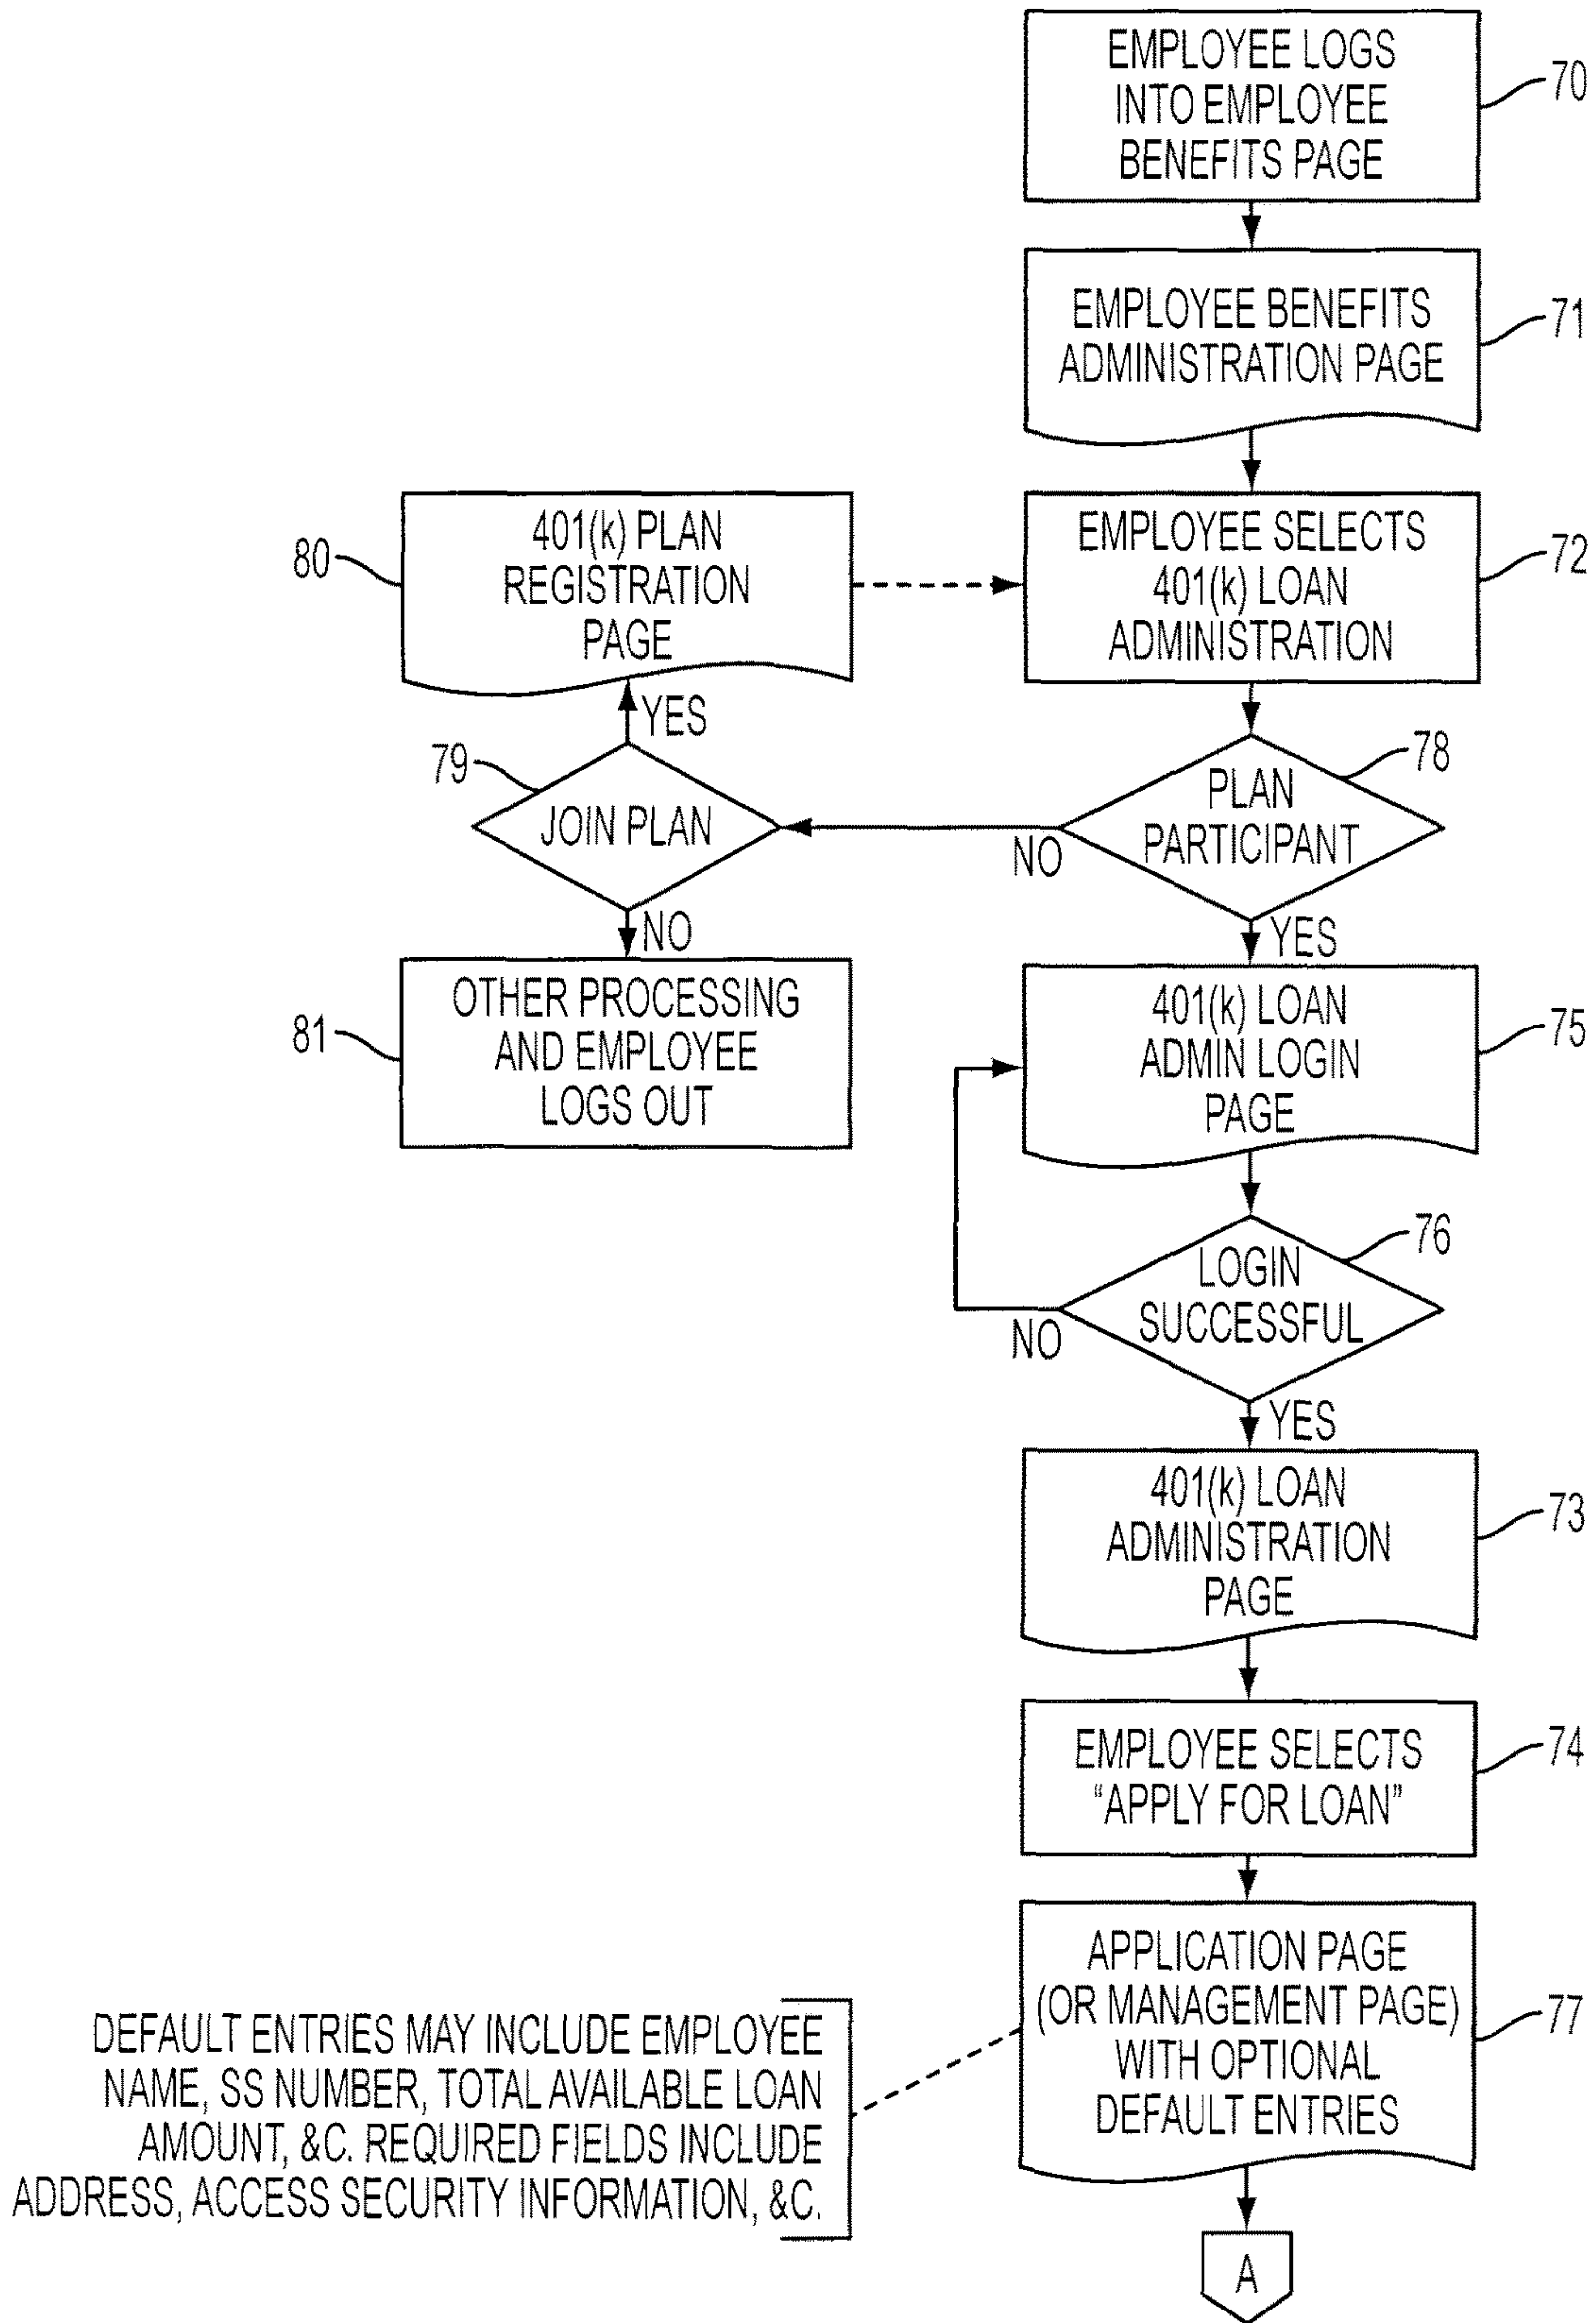 EMPLOYEE LOGS
INTO EMPLOYEE
BENEFITS PAGE
70
EMPLOYEE BENEFITS
ADMINISTRATION PAGE
71
EMPLOYEE SELECTS
401(k) LOAN
ADMINISTRATION
72
401(k) PLAN
REGISTRATION
PAGE
80
YES
79
JOIN PLAN
NO
PLAN
PARTICIPANT
78
NO
YES
OTHER PROCESSING
AND EMPLOYEE
LOGS OUT
81
401(k) LOAN
ADMIN LOGIN
PAGE
75
LOGIN
SUCCESSFUL
76
NO
YES
401(k) LOAN
ADMINISTRATION
PAGE
73
EMPLOYEE SELECTS
“APPLY FOR LOAN”
74
APPLICATION PAGE
(OR MANAGEMENT PAGE)
WITH OPTIONAL
DEFAULT ENTRIES
77
DEFAULT ENTRIES MAY INCLUDE EMPLOYEE
NAME, SS NUMBER, TOTAL AVAILABLE LOAN
AMOUNT, &C. REQUIRED FIELDS INCLUDE
ADDRESS, ACCESS SECURITY INFORMATION, &C.
A